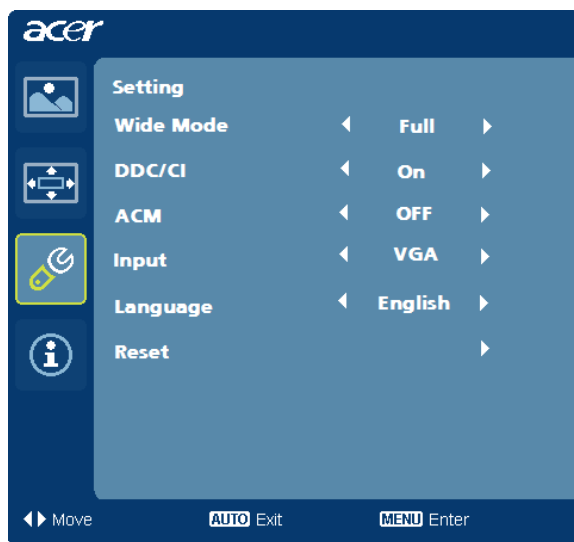 acer
Setting
Wide Mode Full
DDC/CI On
ACM OFF
Input VGA
Language English
Reset
Move AUTO Exit MENU Enter